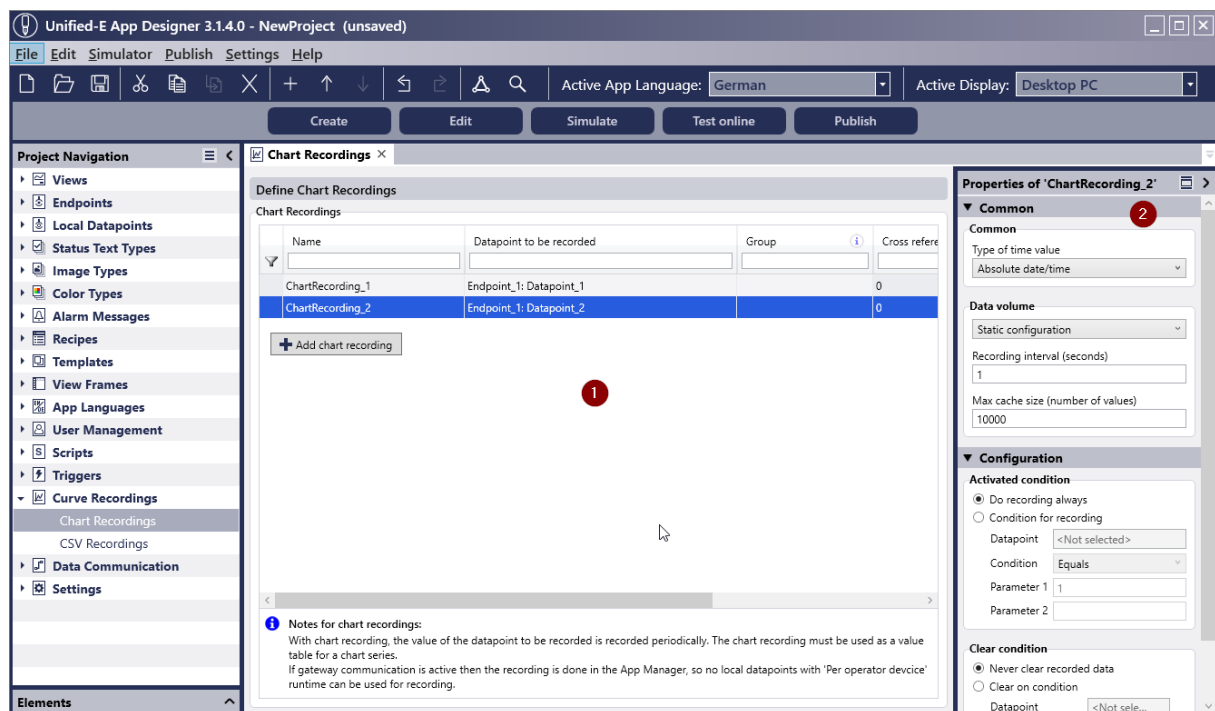 Unified-E App Designer 3.1.4.0 - NewProject (unsaved)
File Edit Simulator Publish Settings Help
Active App Language: German Active Display: Desktop PC
Create Edit Simulate Test online Publish
Project Navigation
Views
Endpoints
Local Datapoints
Status Text Types
Image Types
Color Types
Alarm Messages
Recipes
Templates
View Frames
App Languages
User Management
Scripts
Triggers
Curve Recordings
Chart Recordings
CSV Recordings
Data Communication
Settings
Elements
Chart Recordings
Define Chart Recordings
Chart Recordings
Name Datapoint to be recorded Group Cross refere
ChartRecording_1 Endpoint_1: Datapoint_1 0
ChartRecording_2 Endpoint_1: Datapoint_2 0
Add chart recording
1
Notes for chart recordings:
With chart recording, the value of the datapoint to be recorded is recorded periodically. The chart recording must be used as a value
table for a chart series.
If gateway communication is active then the recording is done in the App Manager, so no local datapoints with 'Per operator devcice'
runtime can be used for recording.
Properties of 'ChartRecording_2'
Common
2
Common
Type of time value
Absolute date/time
Data volume
Static configuration
Recording interval (seconds)
1
Max cache size (number of values)
10000
Configuration
Activated condition
Do recording always
Condition for recording
Datapoint <Not selected>
Condition Equals
Parameter 1 1
Parameter 2
Clear condition
Never clear recorded data
Clear on condition
Datapoint <Not sele...